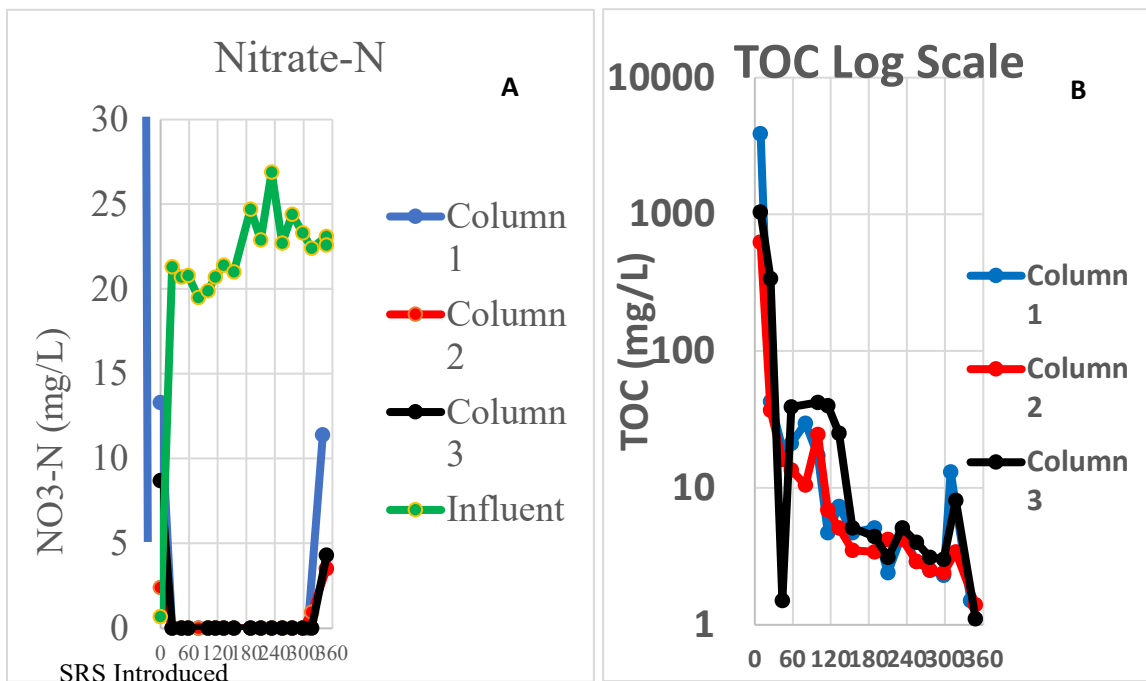 Nitrate-N
A
30
25
20
15
10
5
0
NO3-N (mg/L)
0 60 120 180 240 300 360
SRS Introduced
Column
1
Column
2
Column
3
Influent
TOC Log Scale
B
10000
1000
100
10
1
TOC (mg/L)
0 60 120 180 240 300 360
Column
1
Column
2
Column
3